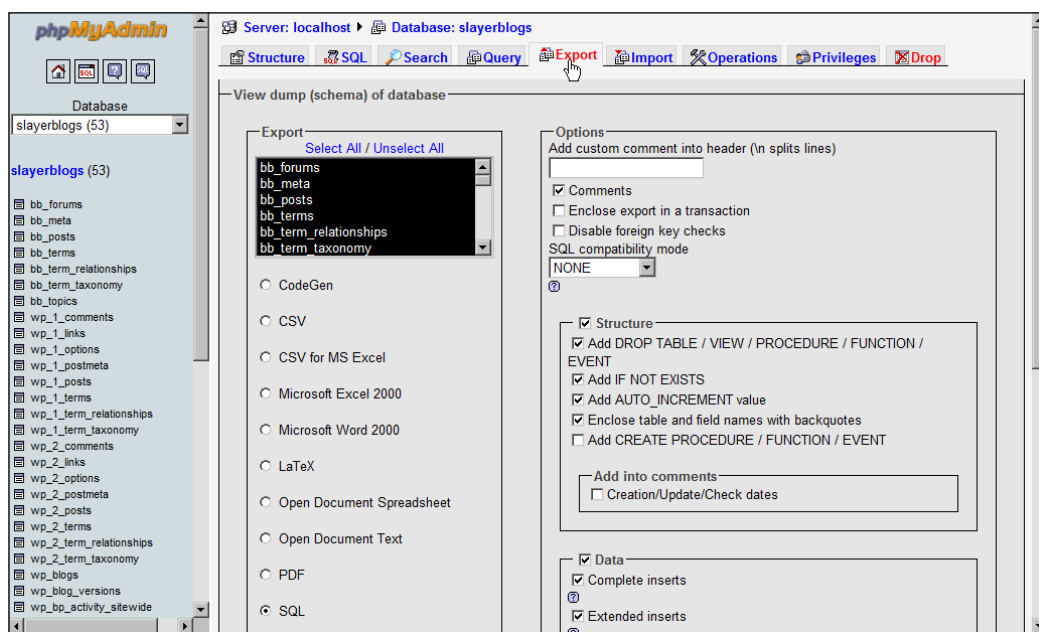 phpMyAdmin
SQL
Database
slayerblogs (53)
slayerblogs (53)
bb_forums
bb_meta
bb_posts
bb_terms
bb_term_relationships
bb_term_taxonomy
bb_topics
wp_1_comments
wp_1_links
wp_1_options
wp_1_postmeta
wp_1_posts
wp_1_terms
wp_1_term_relationships
wp_1_term_taxonomy
wp_2_comments
wp_2_links
wp_2_options
wp_2_postmeta
wp_2_posts
wp_2_terms
wp_2_term_relationships
wp_2_term_taxonomy
wp_blogs
wp_blog_versions
wp_bp_activity_sitewide
Server: localhost Database: slayerblogs
Structure SQL Search Query Export Import Operations Privileges Drop
View dump (schema) of database
Export
Select All / Unselect All
bb_forums
bb_meta
bb_posts
bb_terms
bb_term_relationships
bb_term_taxonomy
CodeGen
CSV
CSV for MS Excel
Microsoft Excel 2000
Microsoft Word 2000
LaTeX
Open Document Spreadsheet
Open Document Text
PDF
SQL
Options
Add custom comment into header (\n splits lines)
Comments
Enclose export in a transaction
Disable foreign key checks
SQL compatibility mode
NONE
Structure
Add DROP TABLE / VIEW / PROCEDURE / FUNCTION /
EVENT
Add IF NOT EXISTS
Add AUTO_INCREMENT value
Enclose table and field names with backquotes
Add CREATE PROCEDURE / FUNCTION / EVENT
Add into comments
Creation/Update/Check dates
Data
Complete inserts
Extended inserts